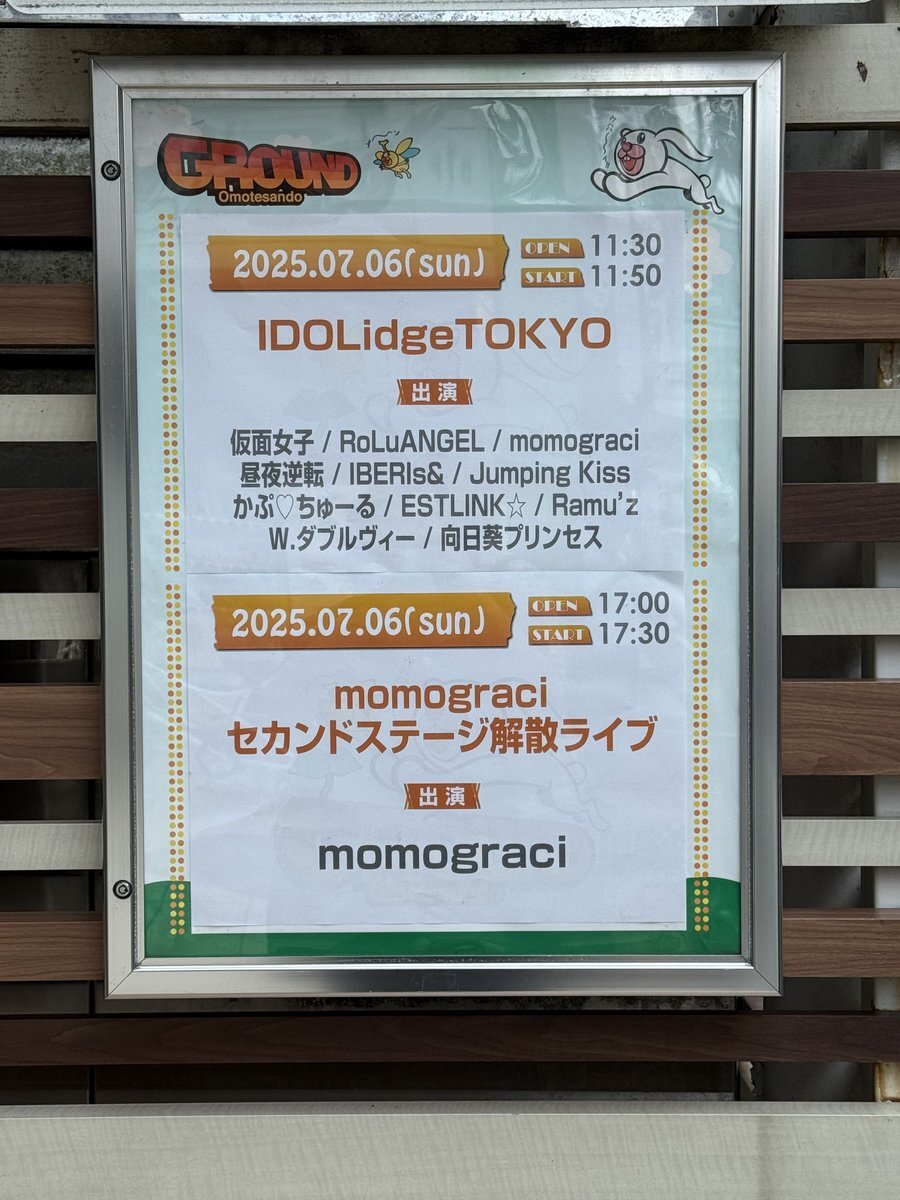 GROUND
Omotesando
2025.07.06(sun)
OPEN 11:30
START 11:50
IDOLidgeTOKYO
出演
仮面女子 / RoLuANGEL / momograci
昼夜逆転 / IBERIs& / Jumping Kiss
かぷ♡ちゅーる / ESTLINK☆ / Ramu'z
W.ダブルヴィー / 向日葵プリンセス
2025.07.06(sun)
OPEN 17:00
START 17:30
momograci
セカンドステージ解散ライブ
出演
momograci